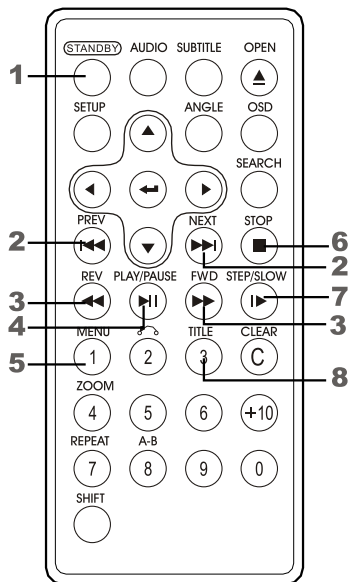 STANDBY AUDIO SUBTITLE OPEN
1
SETUP ANGLE OSD
SEARCH
PREV NEXT STOP
2 6
2
REV PLAY/PAUSE FWD STEP/SLOW
3 7
4 3
MENU TITLE CLEAR
5 1 2 3 C
8
ZOOM
4 5 6 +10
REPEAT A-B
7 8 9 0
SHIFT